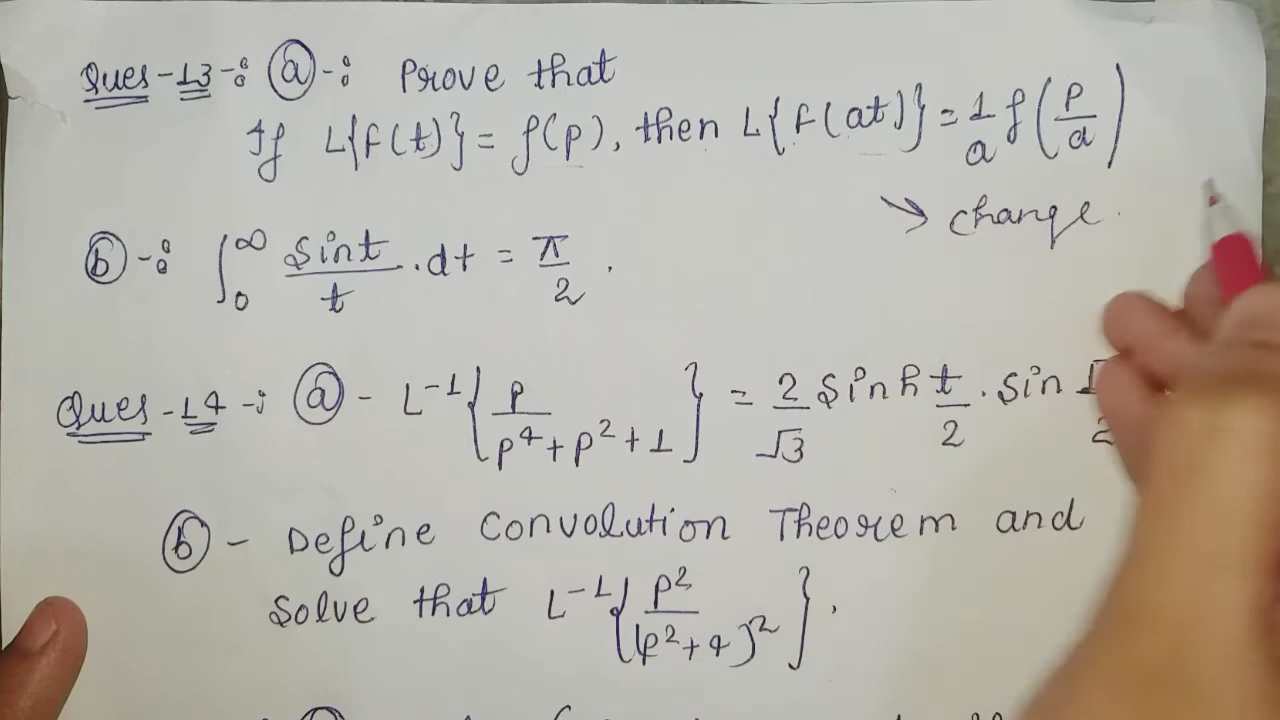 Ques-13-: (a)-: Prove that
If L{F(t)} = f(p), then L{F(at)} = 1/a f(p/a)
→ change.
(b)-: ∫₀^∞ sint/t .dt = π/2 .
Ques-14-: (a)- L⁻¹{p/(p⁴+p²+1)} = 2/√3 sinh t/2 . sin
(b)- Define Convolution Theorem and
solve that L⁻¹{p²/(p²+4)²}.